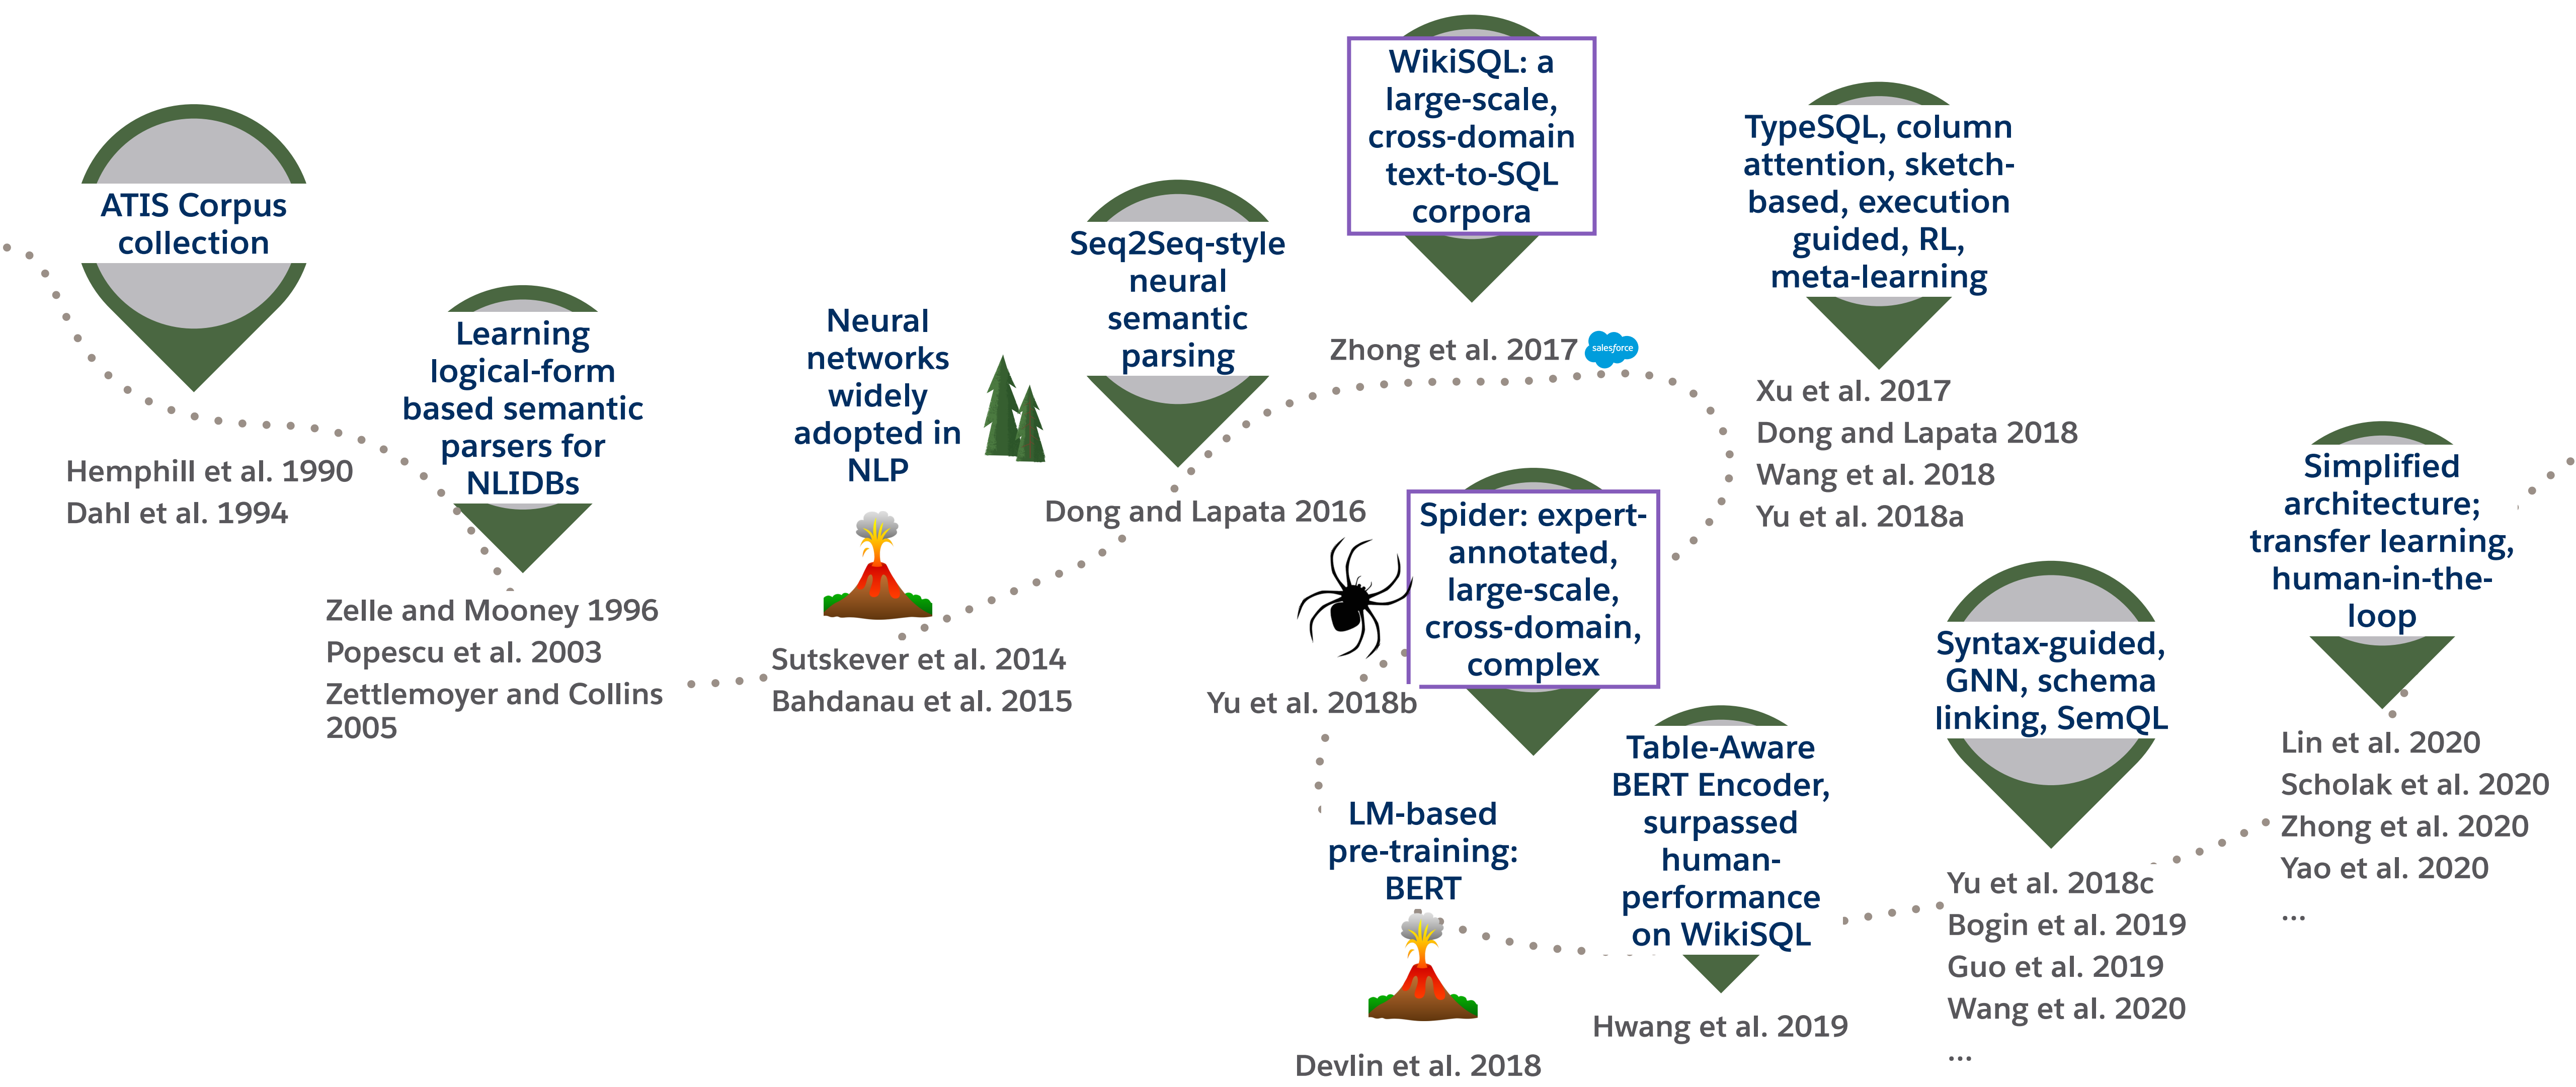 ATIS Corpus
collection
Hemphill et al. 1990
Dahl et al. 1994
Learning
logical-form
based semantic
parsers for
NLIDBs
Zelle and Mooney 1996
Popescu et al. 2003
Zettlemoyer and Collins
2005
Neural
networks
widely
adopted in
NLP
Sutskever et al. 2014
Bahdanau et al. 2015
Seq2Seq-style
neural
semantic
parsing
Dong and Lapata 2016
WikiSQL: a
large-scale,
cross-domain
text-to-SQL
corpora
Zhong et al. 2017
salesforce
TypeSQL, column
attention, sketch-
based, execution
guided, RL,
meta-learning
Xu et al. 2017
Dong and Lapata 2018
Wang et al. 2018
Yu et al. 2018a
Spider: expert-
annotated,
large-scale,
cross-domain,
complex
Yu et al. 2018b
LM-based
pre-training:
BERT
Devlin et al. 2018
Table-Aware
BERT Encoder,
surpassed
human-
performance
on WikiSQL
Hwang et al. 2019
Syntax-guided,
GNN, schema
linking, SemQL
Yu et al. 2018c
Bogin et al. 2019
Guo et al. 2019
Wang et al. 2020
...
Simplified
architecture;
transfer learning,
human-in-the-
loop
Lin et al. 2020
Scholak et al. 2020
Zhong et al. 2020
Yao et al. 2020
...